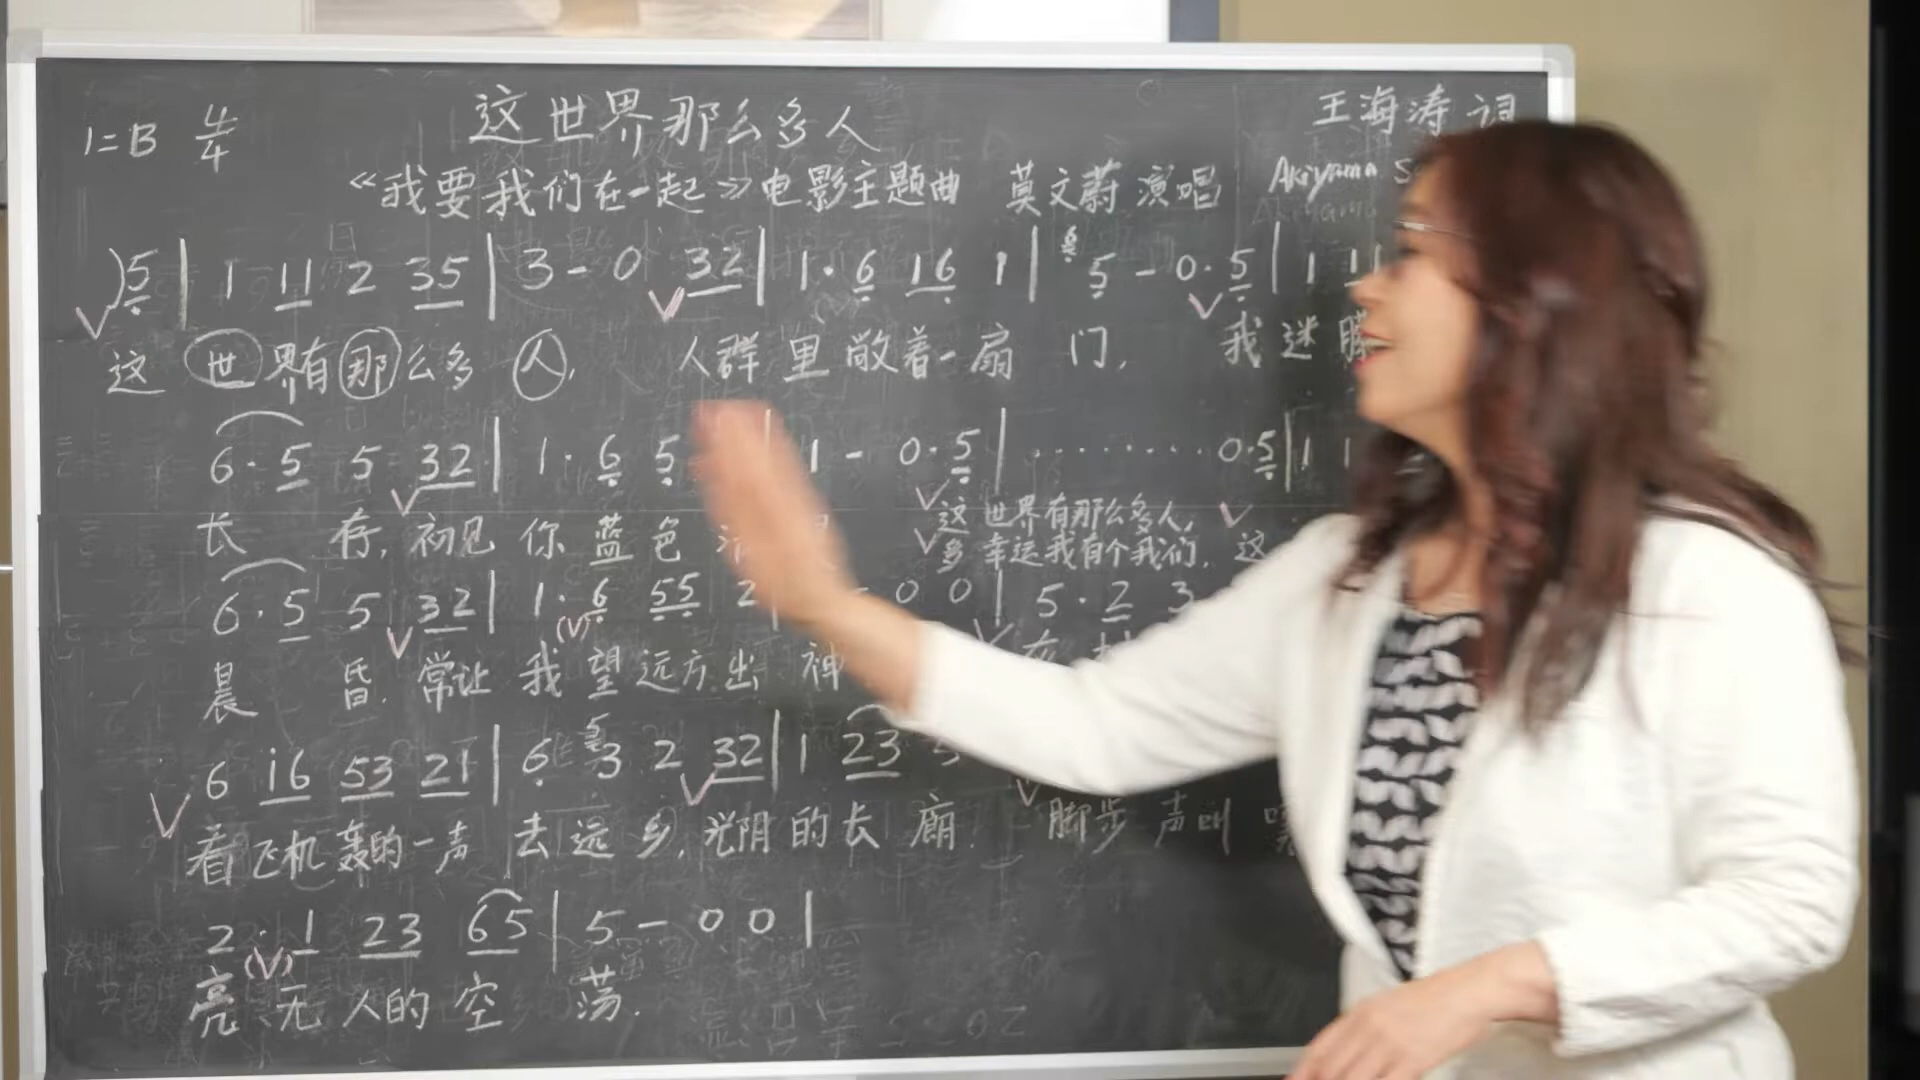 1=B 4/4 这世界那么多人 王海涛 词
《我要我们在一起》电影主题曲 莫文蔚 演唱 Akiyama
)5 | 1 11 2 35 | 3 - 0 32 | 1· 6 16 1 | 6 5 - 0· 5 | 1 11
这 世界有那么多 人, 人群里敞着一扇 门, 我迷朦
6· 5 5 32 | 1· 6 5 | 1 - 0· 5 | ········ 0·5 | 1 1
长 存, 初见 你 蓝色 这 世界有那么多人,
多 幸运我有个我们, 这
6· 5 5 32 | 1· 6 55 2 | - 0 0 | 5· 2 3
(V)
晨 昏, 常让 我 望远方出 神
6 i6 53 21 | 6 5 3 2 32 | 1 23
看飞机轰的一声 去远乡, 光阴的长廊, 脚步声叫
2· 1 23 65 | 5 - 0 0 |
(V)
亮 无人的空 荡.